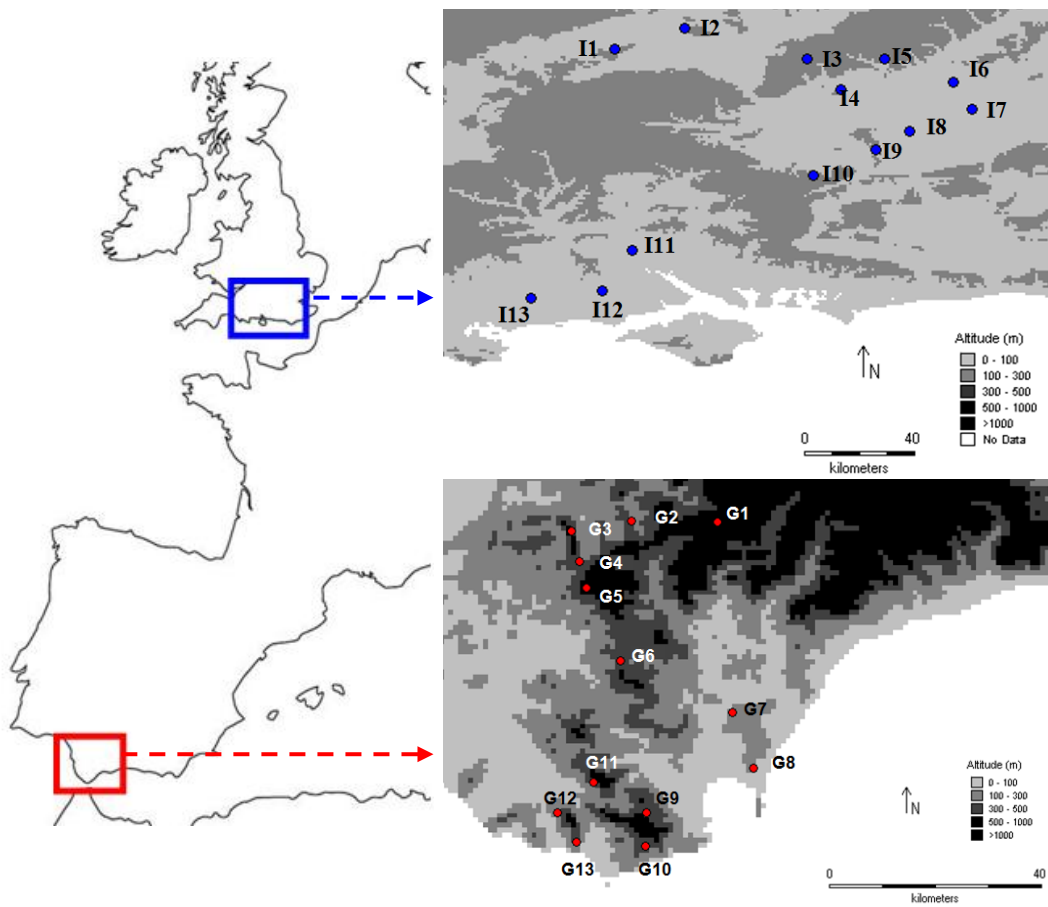 I1
I2
I3
I4
I5
I6
I7
I8
I9
I10
I11
I12
I13
N
Altitude (m)
0 - 100
100 - 300
300 - 500
500 - 1000
>1000
No Data
0 40
kilometers
G1
G2
G3
G4
G5
G6
G7
G8
G11
G12
G9
G13
G10
N
Altitude (m)
0 - 100
100 - 300
300 - 500
500 - 1000
>1000
0 40
kilometers